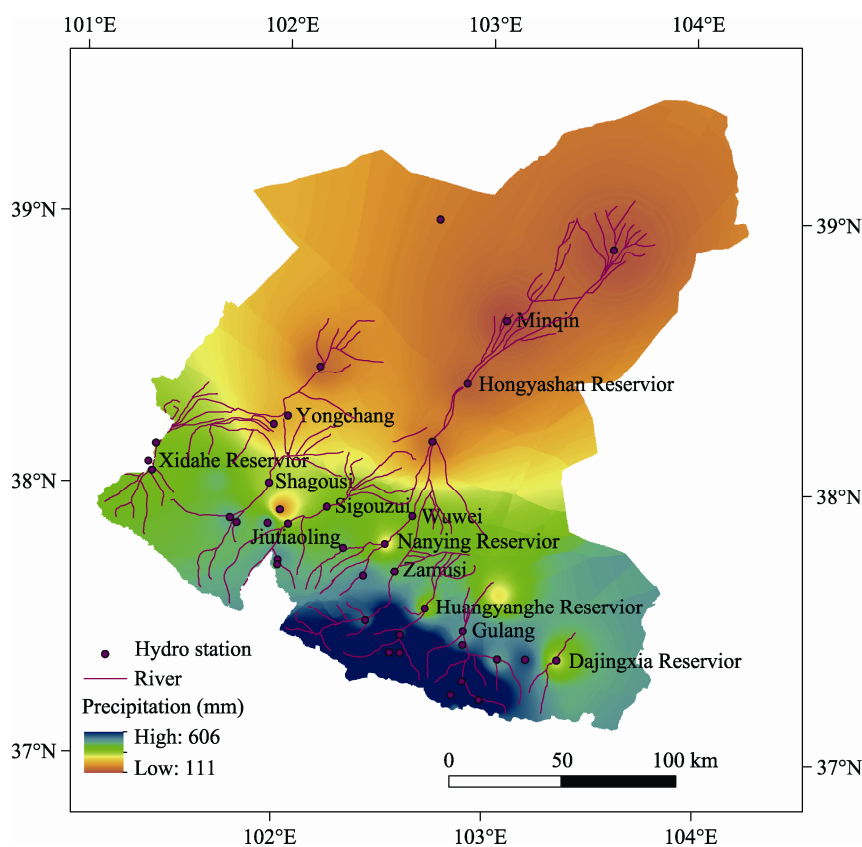 101°E 102°E 103°E 104°E
39°N
39°N
Minqin
Hongyashan Reservior
Yongchang
Xidahe Reservior
38°N
Shagousi
38°N
Sigouzui
Wuwei
Jiutiaoling
Nanying Reservior
Zamusi
Huangyanghe Reservior
Gulang
Hydro station
Dajingxia Reservior
River
Precipitation (mm)
High: 606
Low: 111
37°N
0 50 100 km
37°N
102°E 103°E 104°E